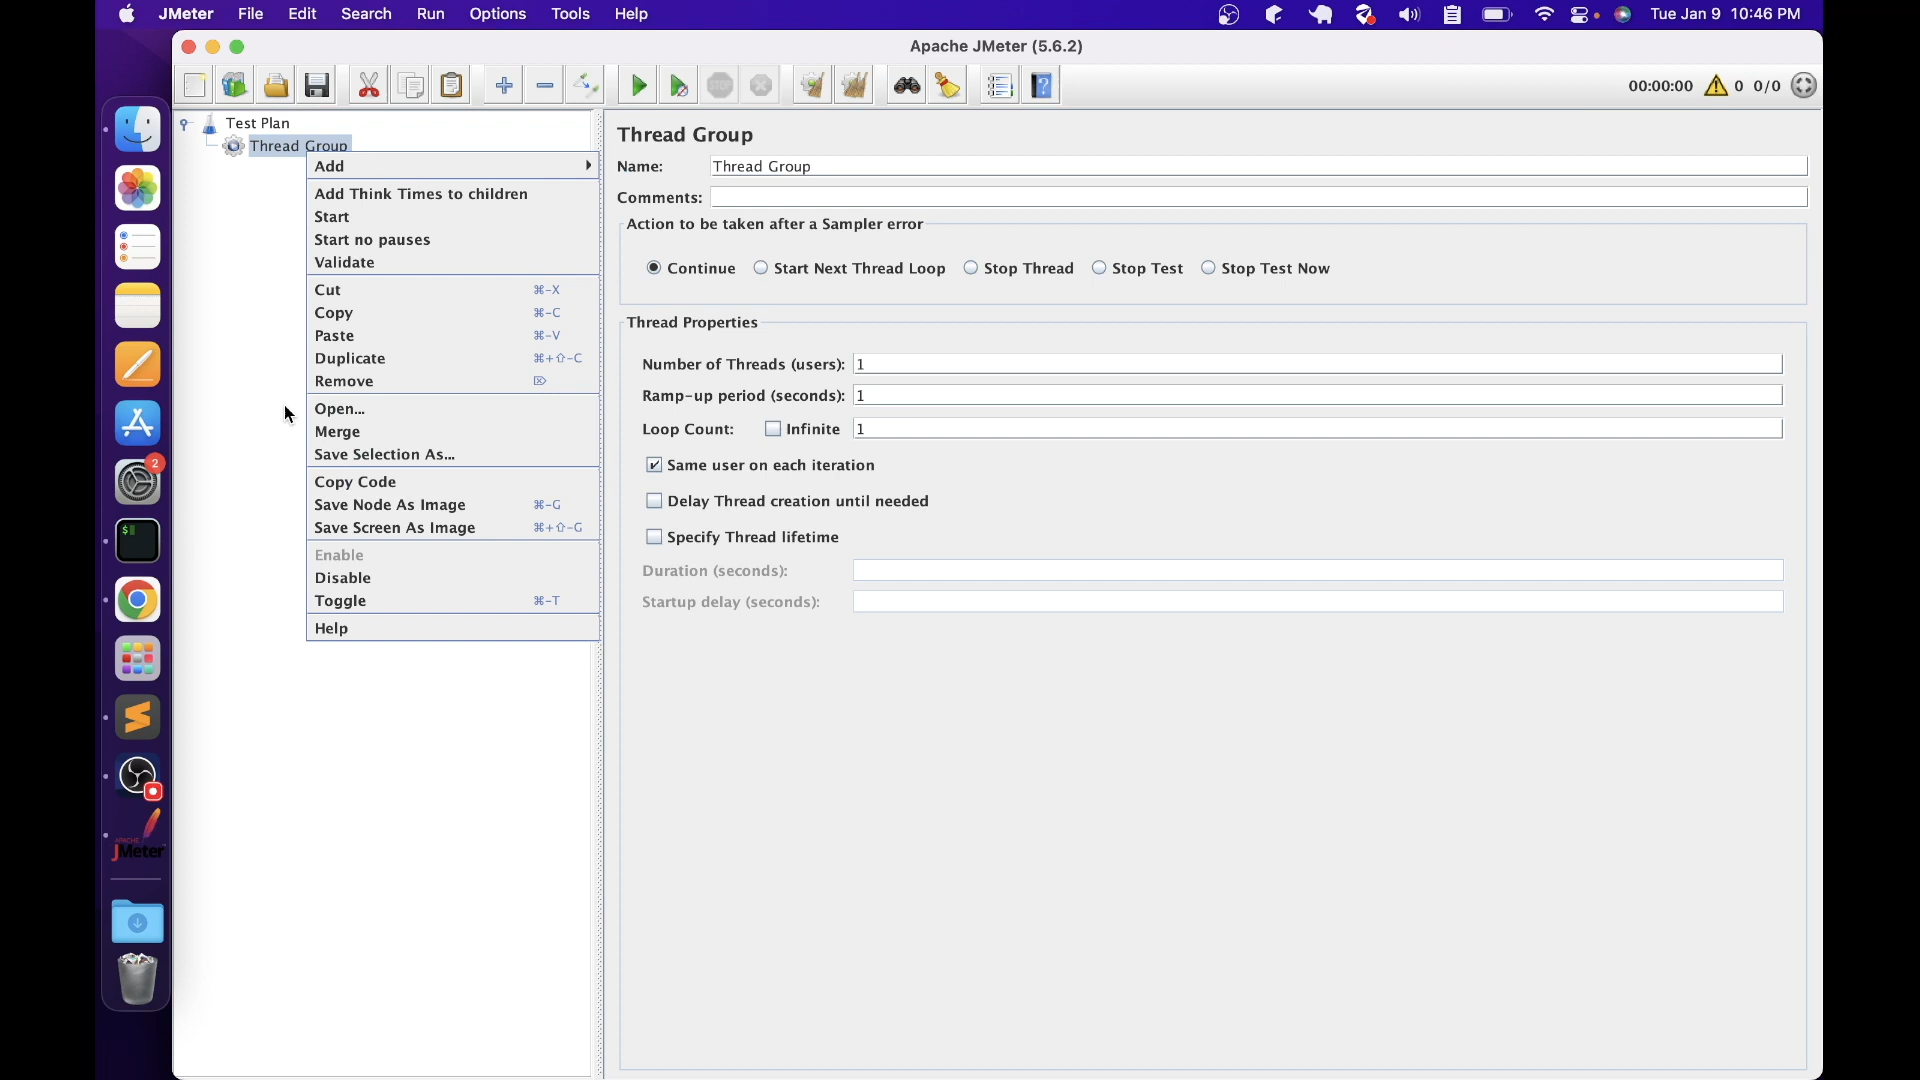 JMeter File Edit Search Run Options Tools Help Tue Jan 9 10:46 PM
Apache JMeter (5.6.2)
STOP 00:00:00 0 0/0
Test Plan
Thread Group
Add
Add Think Times to children
Start
Start no pauses
Validate
Cut ⌘-X
Copy ⌘-C
Paste ⌘-V
Duplicate ⌘+⇧-C
Remove ⌦
Open...
Merge
Save Selection As...
Copy Code
Save Node As Image ⌘-G
Save Screen As Image ⌘+⇧-G
Enable
Disable
Toggle ⌘-T
Help
Thread Group
Name: Thread Group
Comments:
Action to be taken after a Sampler error
Continue Start Next Thread Loop Stop Thread Stop Test Stop Test Now
Thread Properties
Number of Threads (users): 1
Ramp-up period (seconds): 1
Loop Count: Infinite 1
Same user on each iteration
Delay Thread creation until needed
Specify Thread lifetime
Duration (seconds):
Startup delay (seconds):
2
$
APACHE
JMeter